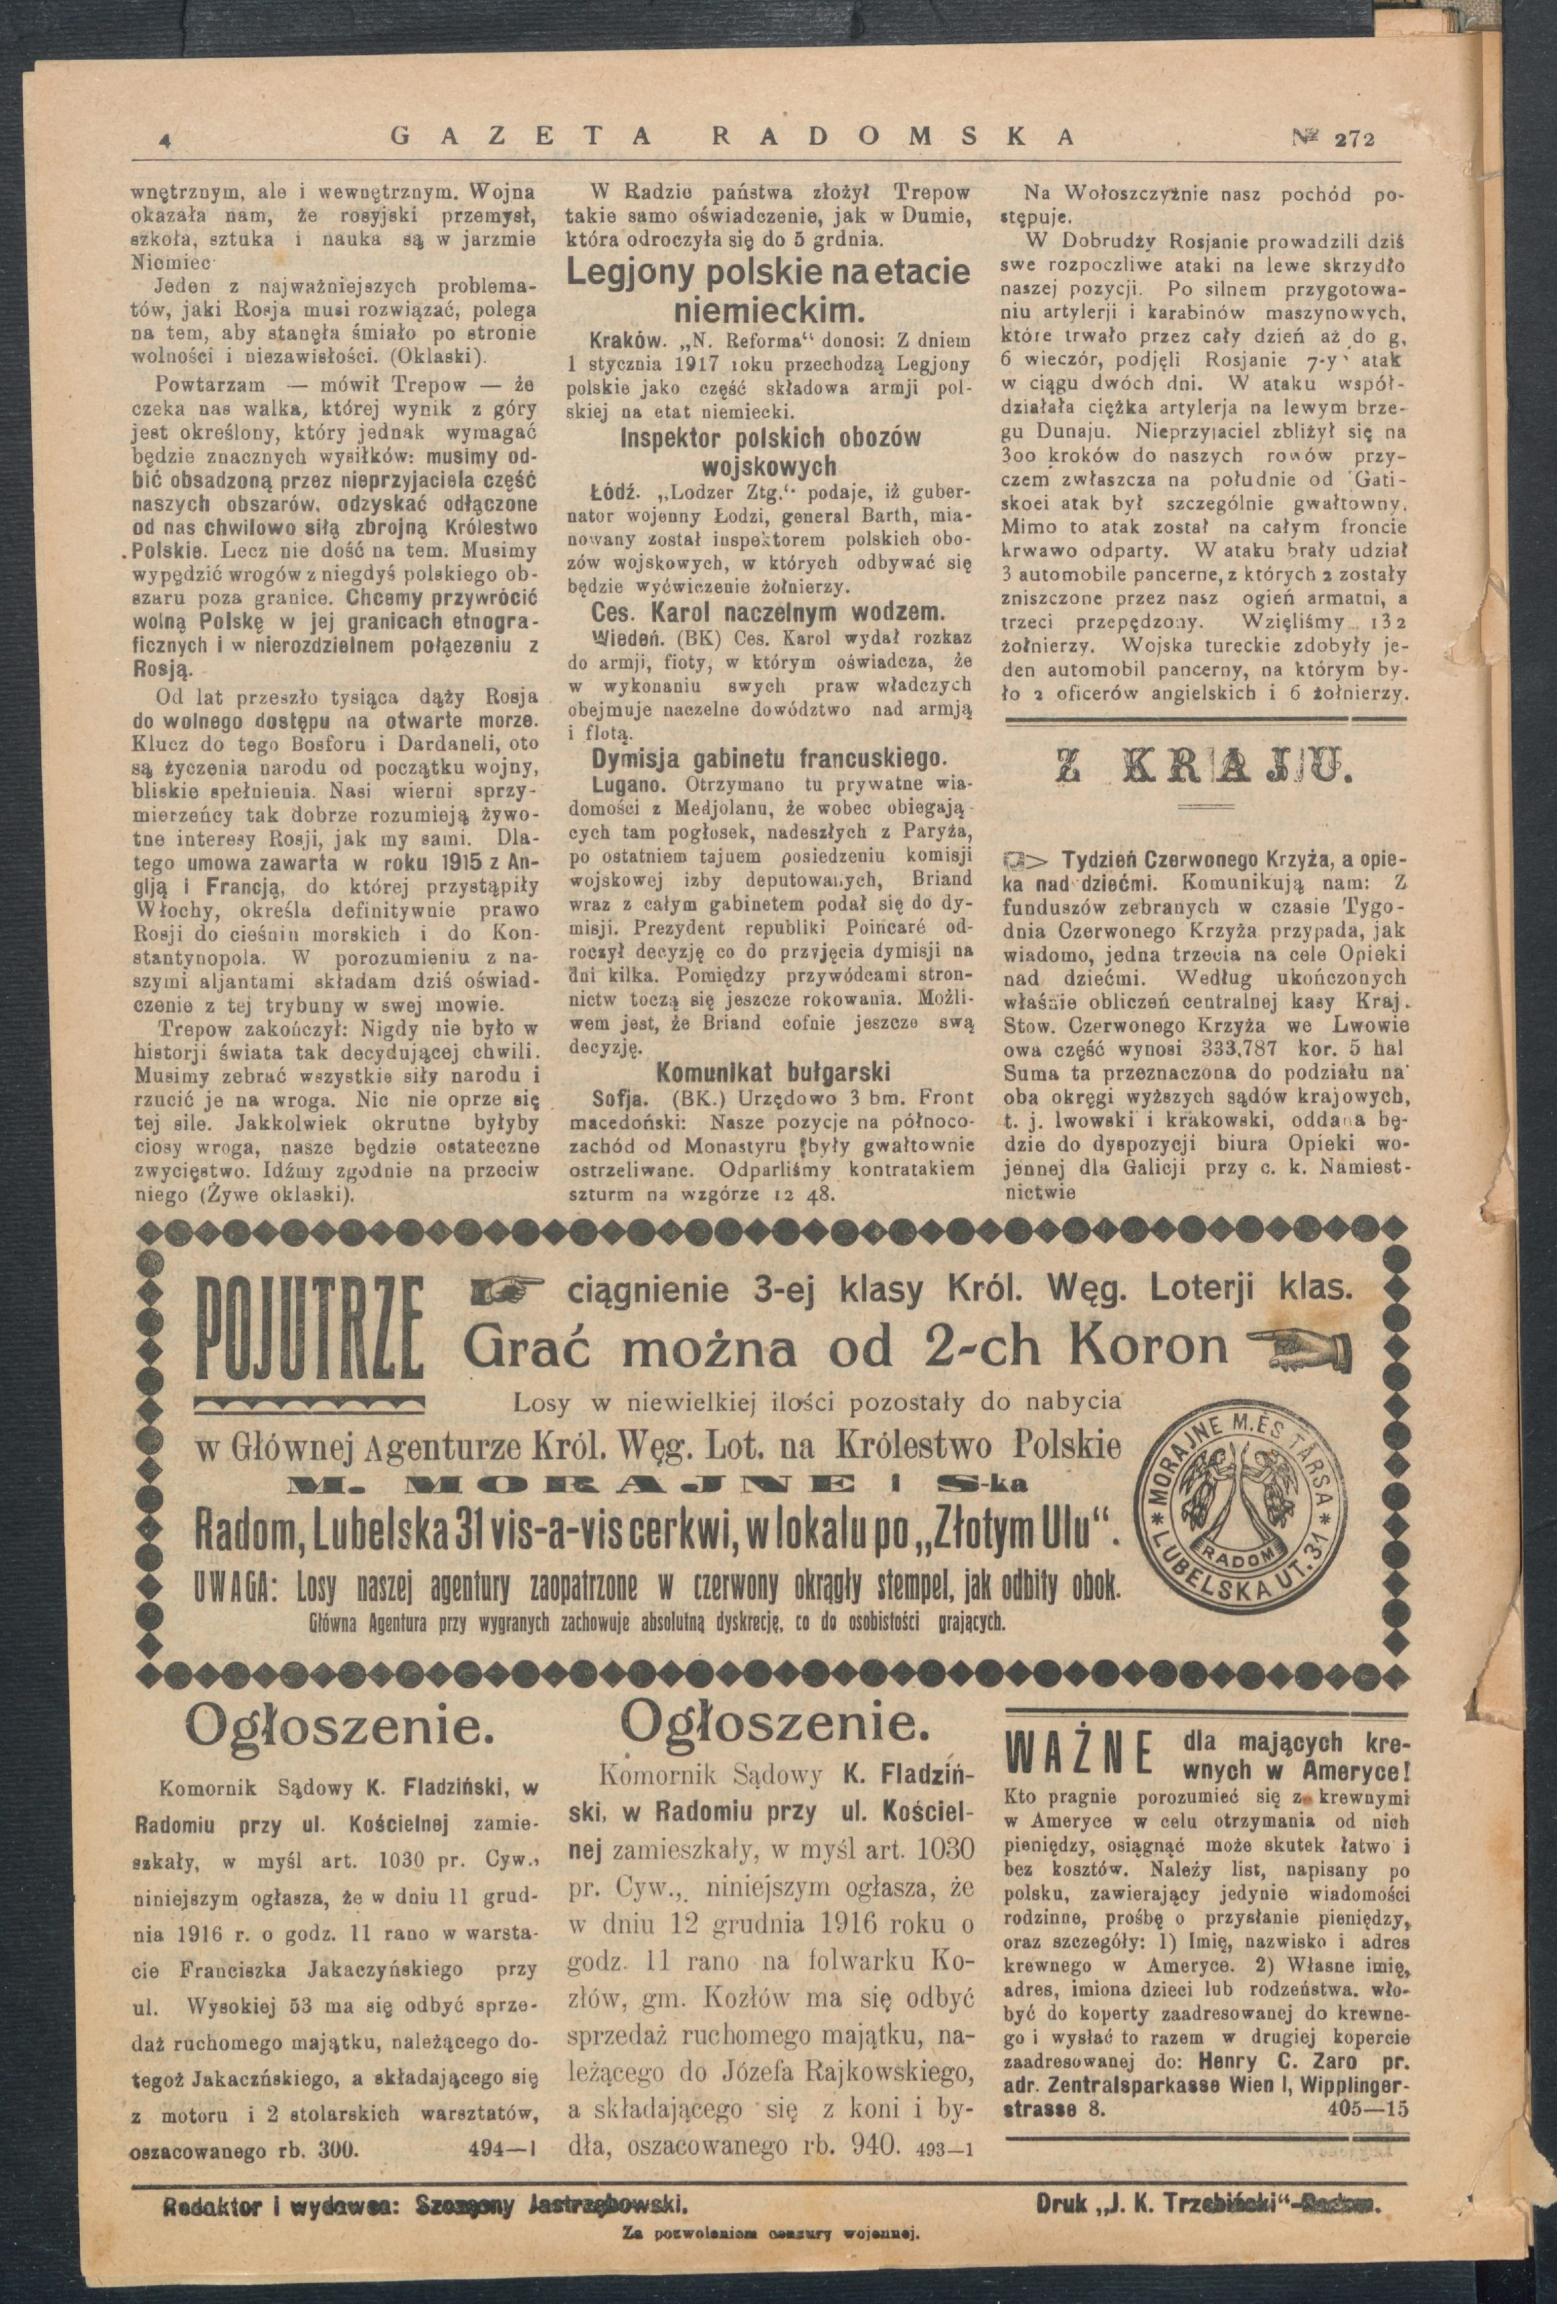 4
GAZETA RADOMSKA
№ 272
wnętrznym, ale i wewnętrznym. Wojna
okazała nam, że rosyjski przemysł,
szkoła, sztuka i nauka są w jarzmie
Niemiec
Jeden z najważniejszych problema-
tów, jaki Rosja musi rozwiązać, polega
na tem, aby stanęła śmiało po stronie
wolności i niezawisłości. (Oklaski).
Powtarzam — mówił Trepow — że
czeka nas walka, której wynik z góry
jest określony, który jednak wymagać
będzie znacznych wysiłków: musimy od-
bić obsadzoną przez nieprzyjaciela część
naszych obszarów, odzyskać odłączone
od nas chwilowo siłą zbrojną Królestwo
Polskie. Lecz nie dość na tem. Musimy
wypędzić wrogów z niegdyś polskiego ob-
szaru poza granice. Chcemy przywrócić
wolną Polskę w jej granicach etnogra-
ficznych i w nierozdzielnem połąezeniu z
Rosją.
Od lat przeszło tysiąca dąży Rosja
do wolnego dostępu na otwarte morze.
Klucz do tego Bosforu i Dardaneli, oto
są życzenia narodu od początku wojny,
bliskie spełnienia. Nasi wierni sprzy-
mierzeńcy tak dobrze rozumieją żywo-
tne interesy Rosji, jak my sami. Dla-
tego umowa zawarta w roku 1915 z An-
glją i Francją, do której przystąpiły
Włochy, określa definitywnie prawo
Rosji do cieśnin morskich i do Kon-
stantynopola. W porozumieniu z na-
szymi aljantami składam dziś oświad-
czenie z tej trybuny w swej mowie.
Trepow zakończył: Nigdy nie było w
historji świata tak decydującej chwili.
Musimy zebrać wszystkie siły narodu i
rzucić je na wroga. Nic nie oprze się
tej sile. Jakkolwiek okrutne byłyby
ciosy wroga, nasze będzie ostateczne
zwycięstwo. Idźmy zgodnie na przeciw
niego (Żywe oklaski).
W Radzie państwa złożył Trepow
takie samo oświadczenie, jak w Dumie,
która odroczyła się do 5 grdnia.
Legjony polskie na etacie
niemieckim.
Kraków. „N. Reforma“ donosi: Z dniem
1 stycznia 1917 roku przechodzą Legjony
polskie jako część składowa armji pol-
skiej na etat niemiecki.
Inspektor polskich obozów
wojskowych
Łódź. „Lodzer Ztg.“ podaje, iż guber-
nator wojenny Łodzi, general Barth, mia-
nowany został inspektorem polskich obo-
zów wojskowych, w których odbywać się
będzie wyćwiczenie żołnierzy.
Ces. Karol naczelnym wodzem.
Wiedeń. (BK) Ces. Karol wydał rozkaz
do armji, fioty, w którym oświadcza, że
w wykonaniu swych praw władczych
obejmuje naczelne dowództwo nad armją
i flotą.
Dymisja gabinetu francuskiego.
Lugano. Otrzymano tu prywatne wia-
domości z Medjolanu, że wobec obiegają-
cych tam pogłosek, nadeszłych z Paryża,
po ostatniem tajnem posiedzeniu komisji
wojskowej izby deputowanych, Briand
wraz z całym gabinetem podał się do dy-
misji. Prezydent republiki Poincaré od-
roczył decyzję co do przyjęcia dymisji na
dni kilka. Pomiędzy przywódcami stron-
nictw toczą się jeszcze rokowania. Możli-
wem jest, że Briand cofnie jeszcze swą
decyzję.
Komunikat bułgarski
Sofja. (BK.) Urzędowo 3 bm. Front
macedoński: Nasze pozycje na północo-
zachód od Monastyru były gwałtownie
ostrzeliwane. Odparliśmy kontratakiem
szturm na wzgórze 12 48.
Na Wołoszczyźnie nasz pochód po-
stępuje.
W Dobrudży Rosjanie prowadzili dziś
swe rozpoczliwe ataki na lewe skrzydło
naszej pozycji. Po silnem przygotowa-
niu artylerji i karabinów maszynowych,
które trwało przez cały dzień aż do g.
6 wieczór, podjęli Rosjanie 7-y atak
w ciągu dwóch dni. W ataku współ-
działała ciężka artylerja na lewym brze-
gu Dunaju. Nieprzyjaciel zbliżył się na
300 kroków do naszych rowów przy-
czem zwłaszcza na południe od Gati-
skoei atak był szczególnie gwałtowny.
Mimo to atak został na całym froncie
krwawo odparty. W ataku brały udział
3 automobile pancerne, z których 2 zostały
zniszczone przez nasz ogień armatni, a
trzeci przepędzony. Wzięliśmy 132
żołnierzy. Wojska tureckie zdobyły je-
den automobil pancerny, na którym by-
ło 2 oficerów angielskich i 6 żołnierzy.
Z KRAJU.
Tydzień Czerwonego Krzyża, a opie-
ka nad dziećmi. Komunikują nam: Z
funduszów zebranych w czasie Tygo-
dnia Czerwonego Krzyża przypada, jak
wiadomo, jedna trzecia na cele Opieki
nad dziećmi. Według ukończonych
właśnie obliczeń centralnej kasy Kraj.
Stow. Czerwonego Krzyża we Lwowie
owa część wynosi 333,787 kor. 5 hal
Suma ta przeznaczona do podziału na
oba okręgi wyższych sądów krajowych,
t. j. lwowski i krakowski, oddana bę-
dzie do dyspozycji biura Opieki wo-
jennej dla Galicji przy c. k. Namiest-
nictwie
POJUTRZE
ciągnienie 3-ej klasy Król. Węg. Loterji klas.
Grać można od 2-ch Koron
Losy w niewielkiej ilości pozostały do nabycia
w Głównej Agenturze Król. Węg. Lot. na Królestwo Polskie
M. MORAJNE i S-ka
Radom, Lubelska 31 vis-a-vis cerkwi, w lokalu po „Złotym Ulu“.
UWAGA: Losy naszej agentury zaopatrzone w czerwony okrągły stempel, jak odbity obok.
Główna Agentura przy wygranych zachowuje absolutną dyskrecję, co do osobistości grających.
MORAJNE M. ÉS TÁRSA
RADOM
LUBELSKA UT. 31
Ogłoszenie.
Komornik Sądowy K. Fladziński, w
Radomiu przy ul. Kościelnej zamie-
szkały, w myśl art. 1030 pr. Cyw.,
niniejszym ogłasza, że w dniu 11 grud-
nia 1916 r. o godz. 11 rano w warsta-
cie Franciszka Jakaczyńskiego przy
ul. Wysokiej 53 ma się odbyć sprze-
daż ruchomego majątku, należącego do-
tegoż Jakaczńskiego, a składającego się
z motoru i 2 stolarskich warsztatów,
oszacowanego rb. 300. 494—1
Ogłoszenie.
Komornik Sądowy K. Fladziń-
ski, w Radomiu przy ul. Kościel-
nej zamieszkały, w myśl art. 1030
pr. Cyw., niniejszym ogłasza, że
w dniu 12 grudnia 1916 roku o
godz. 11 rano na folwarku Ko-
złów, gm. Kozłów ma się odbyć
sprzedaż ruchomego majątku, na-
leżącego do Józefa Rajkowskiego,
a składającego się z koni i by-
dła, oszacowanego rb. 940. 493—1
WAŻNE dla mających kre-
wnych w Ameryce!
Kto pragnie porozumieć się z krewnymi
w Ameryce w celu otrzymania od nich
pieniędzy, osiągnąć może skutek łatwo i
bez kosztów. Należy list, napisany po
polsku, zawierający jedynie wiadomości
rodzinne, prośbę o przysłanie pieniędzy,
oraz szczegóły: 1) Imię, nazwisko i adres
krewnego w Ameryce. 2) Własne imię,
adres, imiona dzieci lub rodzeństwa. wło-
być do koperty zaadresowanej do krewne-
go i wysłać to razem w drugiej kopercie
zaadresowanej do: Henry C. Zaro pr.
adr. Zentralsparkasse Wien I, Wipplinger-
strasse 8. 405—15
Redaktor i wydawca: Szczęsny Jastrzębowski.
Druk „J. K. Trzebiński“-Radom.
Za pozwoleniem cenzury wojennej.